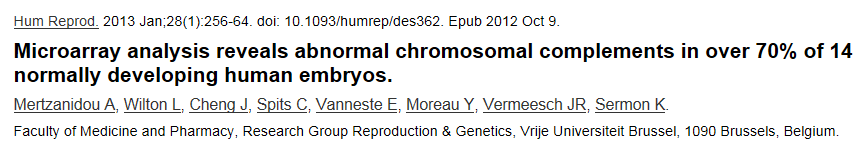 Hum Reprod. 2013 Jan;28(1):256-64. doi: 10.1093/humrep/des362. Epub 2012 Oct 9.
Microarray analysis reveals abnormal chromosomal complements in over 70% of 14
normally developing human embryos.
Mertzanidou A, Wilton L, Cheng J, Spits C, Vanneste E, Moreau Y, Vermeesch JR, Sermon K.
Faculty of Medicine and Pharmacy, Research Group Reproduction & Genetics, Vrije Universiteit Brussel, 1090 Brussels, Belgium.